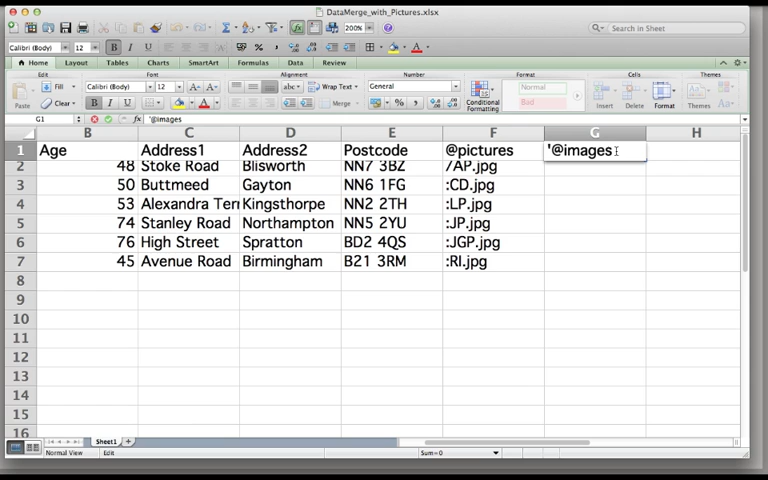 DataMerge_with_Pictures.xlsx
200%
Search in Sheet
Calibri (Body) 12 B I U
Home Layout Tables Charts SmartArt Formulas Data Review
Edit Font Alignment Number Format Cells Themes
Fill Calibri (Body) 12 abc Wrap Text General Normal
Paste Clear B I U Merge % Conditional Formatting Bad Insert Delete Format Themes Aa
G1 fx '@images
B C D E F G H
1 Age Address1 Address2 Postcode @pictures '@images
2 48 Stoke Road Blisworth NN7 3BZ /AP.jpg
3 50 Buttmeed Gayton NN6 1FG :CD.jpg
4 53 Alexandra Terr Kingsthorpe NN2 2TH :LP.jpg
5 74 Stanley Road Northampton NN5 2YU :JP.jpg
6 76 High Street Spratton BD2 4QS :JGP.jpg
7 45 Avenue Road Birmingham B21 3RM :RI.jpg
8
9
10
11
12
13
14
15
16
Sheet1
Normal View Edit Sum=0